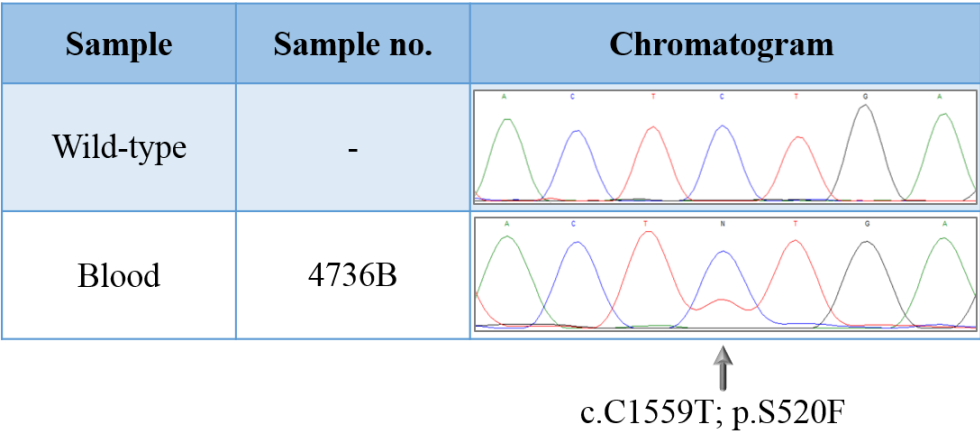 Sample Sample no. Chromatogram
Wild-type -
A C T C T G A
Blood 4736B
A C T N T G A
c.C1559T; p.S520F